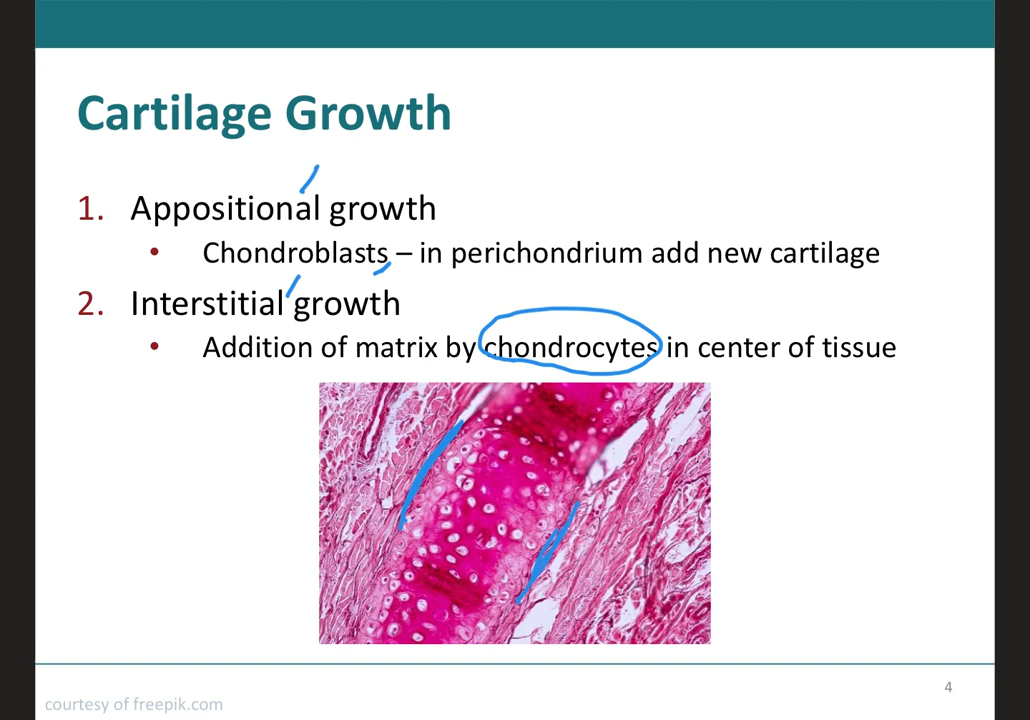 Cartilage Growth
1. Appositional growth
• Chondroblasts – in perichondrium add new cartilage
2. Interstitial growth
• Addition of matrix by chondrocytes in center of tissue
4
courtesy of freepik.com